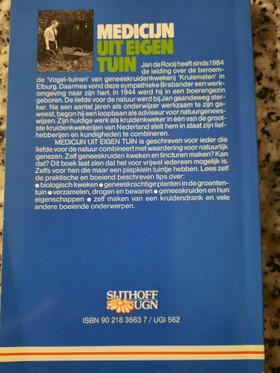 MEDICIJN
UIT EIGEN
TUIN
Jan de Rooij heeft sinds 1984
de leiding over de beroem-
de 'Vogel-tuinen' van geneeskruidenkwekerij 'Kruismaten' in
Elburg. Daarmee vond deze sympathieke Brabander een werk-
omgeving naar zijn hart. In 1944 werd hij in een boerengezin
geboren. De liefde voor de natuur werd bij Jan gaandeweg ster-
ker. Na een aantal jaren als onderwijzer werkzaam te zijn ge-
weest, begon hij een loopbaan als adviseur voor natuurgenees-
wijzen. Zijn huidige werk als kruidenkweker in één van de groot-
ste kruidenkwekerijen van Nederland stelt hem in staat zijn lief-
hebberijen en kundigheden te combineren.
MEDICIJN UIT EIGEN TUIN is geschreven voor ieder die
liefde voor de natuur combineert met waardering voor natuurlijk
genezen. Zelf geneeskruiden kweken en tincturen maken? Kan
dat? Dit boek laat zien dat het voor vrijwel iedereen mogelijk is.
Zelfs voor hen die maar een piepklein tuintje hebben. Lees zelf
de praktische en boeiend beschreven tips over:
● biologisch kweken ● geneeskrachtige planten in de groenten-
tuin ● verzamelen, drogen en bewaren ● geneeskruiden en hun
eigenschappen ● zelf maken van een kruidendrank en vele
andere boeiende onderwerpen.
SIJTHOFF
UGN
ISBN 90 218 3663 7 / UGI 562